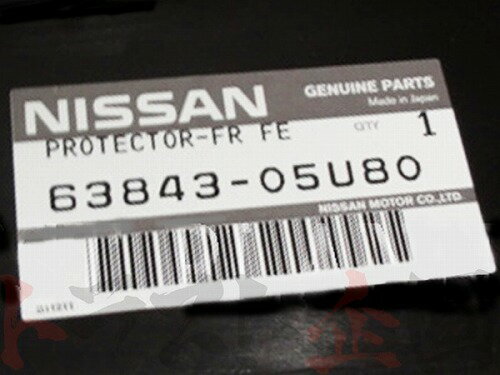 NISSAN
GENUINE PARTS
Made in Japan
PROTECTOR-FR FE
QTY 1
63843-05U80
NISSAN MOTOR CO.,LTD.